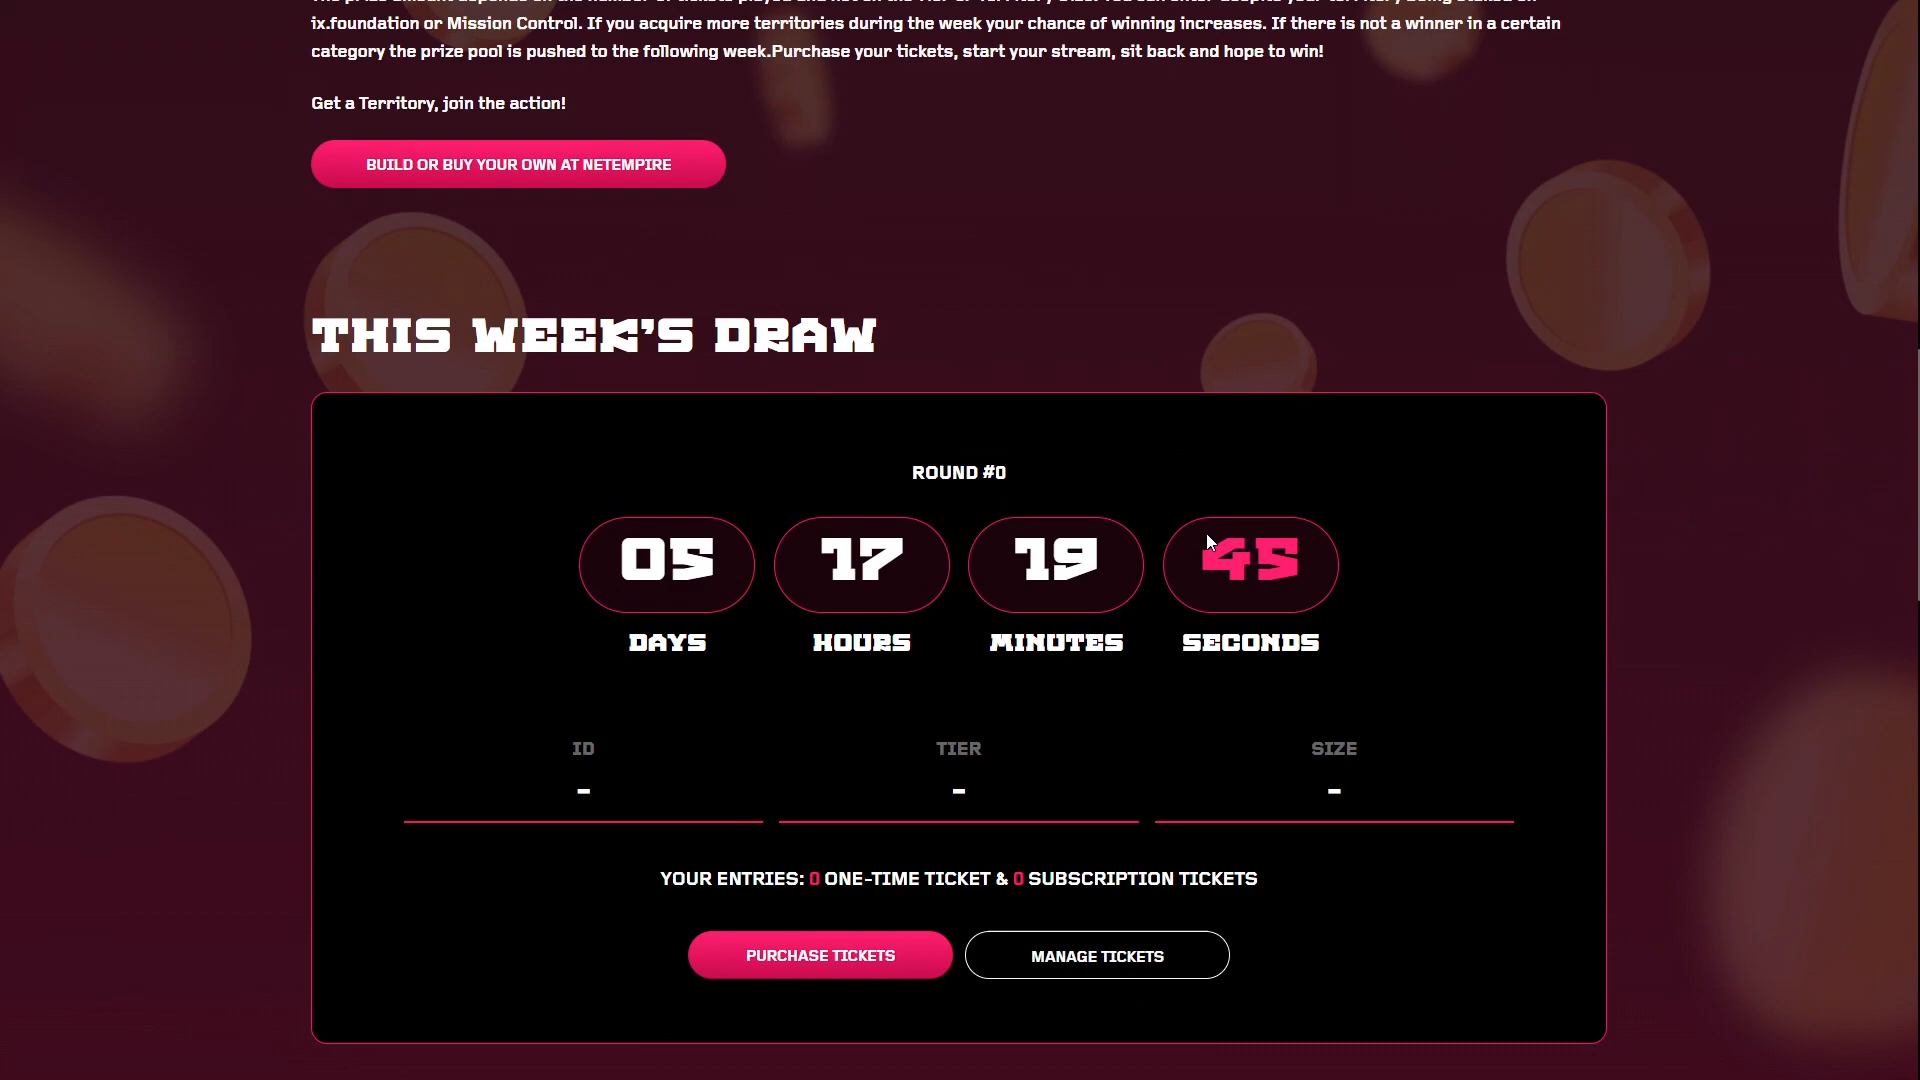 ix.foundation or Mission Control. If you acquire more territories during the week your chance of winning increases. If there is not a winner in a certain
category the prize pool is pushed to the following week.Purchase your tickets, start your stream, sit back and hope to win!
Get a Territory, join the action!
BUILD OR BUY YOUR OWN AT NETEMPIRE
THIS WEEK'S DRAW
ROUND #0
05 17 19 45
DAYS HOURS MINUTES SECONDS
ID TIER SIZE
- - -
YOUR ENTRIES: 0 ONE-TIME TICKET & 0 SUBSCRIPTION TICKETS
PURCHASE TICKETS MANAGE TICKETS